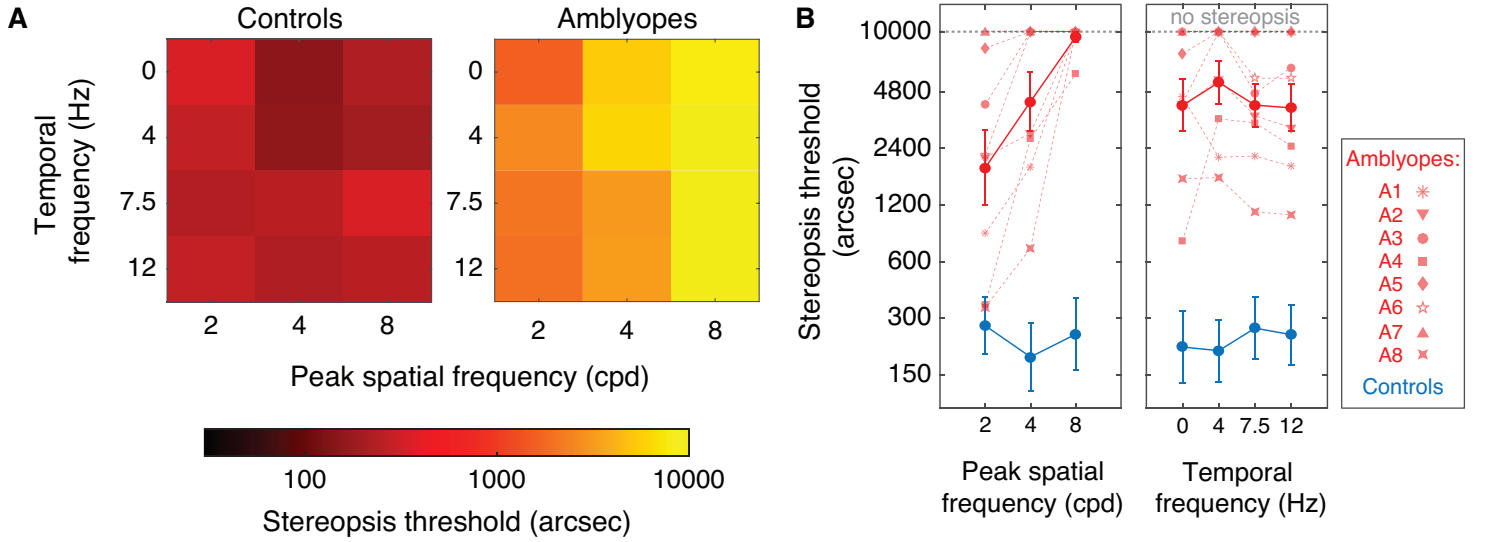 A
Controls
Amblyopes
Temporal
frequency (Hz)
0
4
7.5
12
0
4
7.5
12
2
4
8
2
4
8
Peak spatial frequency (cpd)
100
1000
10000
Stereopsis threshold (arcsec)
B
Stereopsis threshold
(arcsec)
10000
4800
2400
1200
600
300
150
no stereopsis
2
4
8
0
4
7.5
12
Peak spatial
frequency (cpd)
Temporal
frequency (Hz)
Amblyopes:
A1
A2
A3
A4
A5
A6
A7
A8
Controls